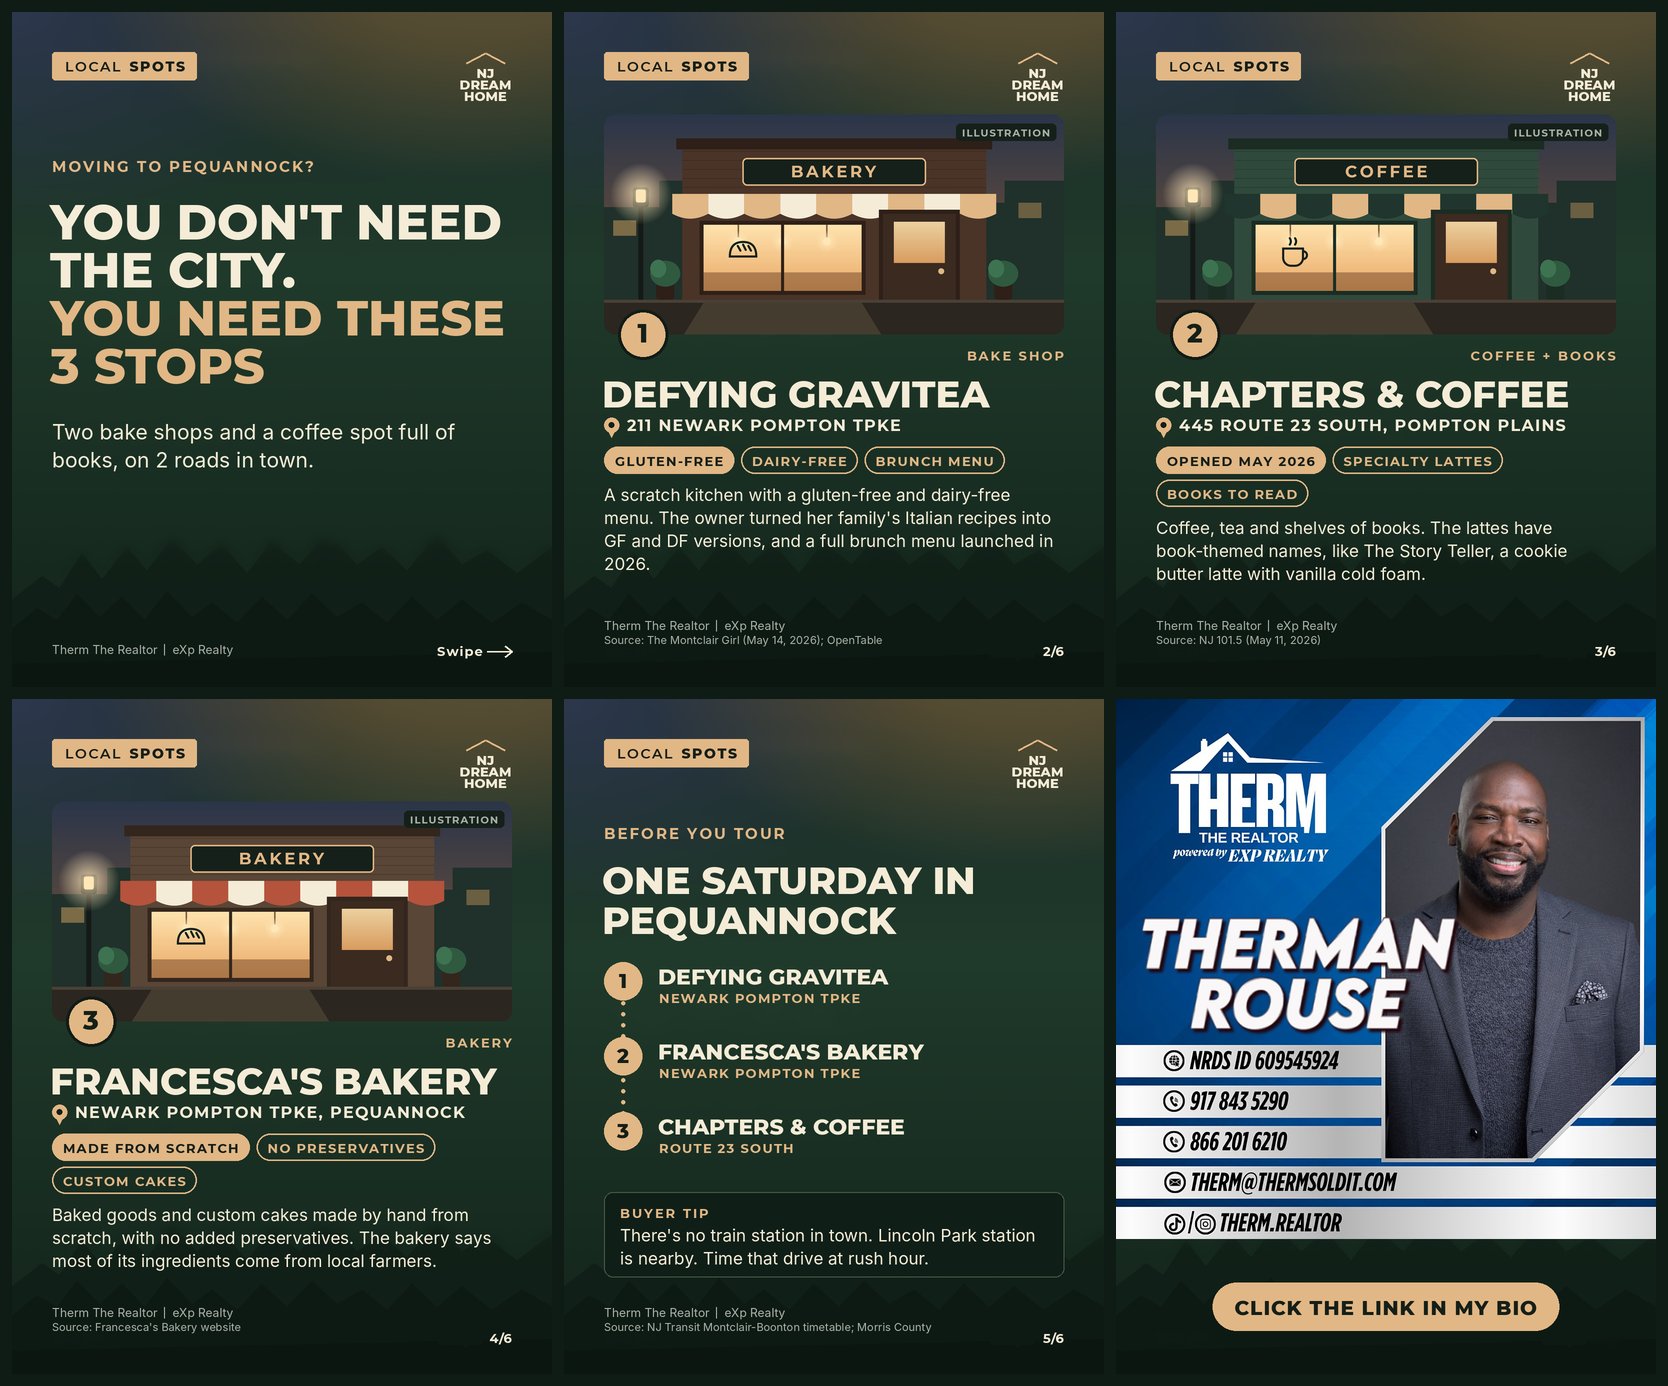 LOCAL SPOTS
NJ
DREAM
HOME
MOVING TO PEQUANNOCK?
YOU DON'T NEED
THE CITY.
YOU NEED THESE
3 STOPS
Two bake shops and a coffee spot full of
books, on 2 roads in town.
Therm The Realtor | eXp Realty
Swipe
LOCAL SPOTS
NJ
DREAM
HOME
ILLUSTRATION
BAKERY
1
BAKE SHOP
DEFYING GRAVITEA
211 NEWARK POMPTON TPKE
GLUTEN-FREE
DAIRY-FREE
BRUNCH MENU
A scratch kitchen with a gluten-free and dairy-free
menu. The owner turned her family's Italian recipes into
GF and DF versions, and a full brunch menu launched in
2026.
Therm The Realtor | eXp Realty
Source: The Montclair Girl (May 14, 2026); OpenTable
2/6
LOCAL SPOTS
NJ
DREAM
HOME
ILLUSTRATION
COFFEE
2
COFFEE + BOOKS
CHAPTERS & COFFEE
445 ROUTE 23 SOUTH, POMPTON PLAINS
OPENED MAY 2026
SPECIALTY LATTES
BOOKS TO READ
Coffee, tea and shelves of books. The lattes have
book-themed names, like The Story Teller, a cookie
butter latte with vanilla cold foam.
Therm The Realtor | eXp Realty
Source: NJ 101.5 (May 11, 2026)
3/6
LOCAL SPOTS
NJ
DREAM
HOME
ILLUSTRATION
BAKERY
3
BAKERY
FRANCESCA'S BAKERY
NEWARK POMPTON TPKE, PEQUANNOCK
MADE FROM SCRATCH
NO PRESERVATIVES
CUSTOM CAKES
Baked goods and custom cakes made by hand from
scratch, with no added preservatives. The bakery says
most of its ingredients come from local farmers.
Therm The Realtor | eXp Realty
Source: Francesca's Bakery website
4/6
LOCAL SPOTS
NJ
DREAM
HOME
BEFORE YOU TOUR
ONE SATURDAY IN
PEQUANNOCK
1
DEFYING GRAVITEA
NEWARK POMPTON TPKE
2
FRANCESCA'S BAKERY
NEWARK POMPTON TPKE
3
CHAPTERS & COFFEE
ROUTE 23 SOUTH
BUYER TIP
There's no train station in town. Lincoln Park station
is nearby. Time that drive at rush hour.
Therm The Realtor | eXp Realty
Source: NJ Transit Montclair-Boonton timetable; Morris County
5/6
THERM
THE REALTOR
powered by EXP REALTY
THERMAN
ROUSE
NRDS ID 609545924
917 843 5290
866 201 6210
THERM@THERMSOLDIT.COM
/ THERM.REALTOR
CLICK THE LINK IN MY BIO